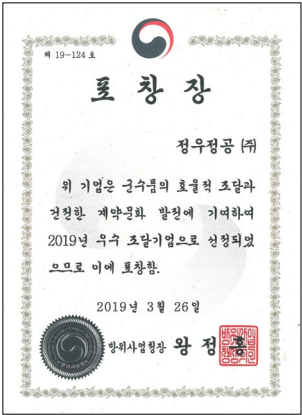 제 19-124 호
포 창 장
정우정공 ㈜
위 기업은 군수품의 효율적 조달과
건전한 계약문화 발전에 기여하여
2019년 우수 조달기업으로 선정되었
으므로 이에 포창함.
2019년 3월 26일
방위사업청장 왕 정 홍